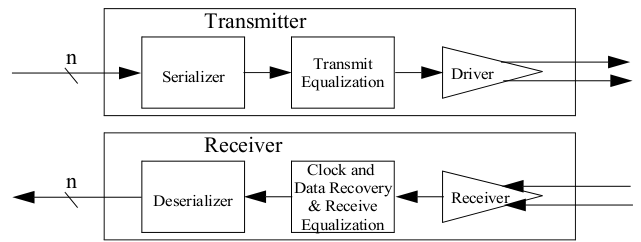 Transmitter
n
Serializer
Transmit
Equalization
Driver
Receiver
n
Deserializer
Clock and
Data Recovery
& Receive
Equalization
Receiver